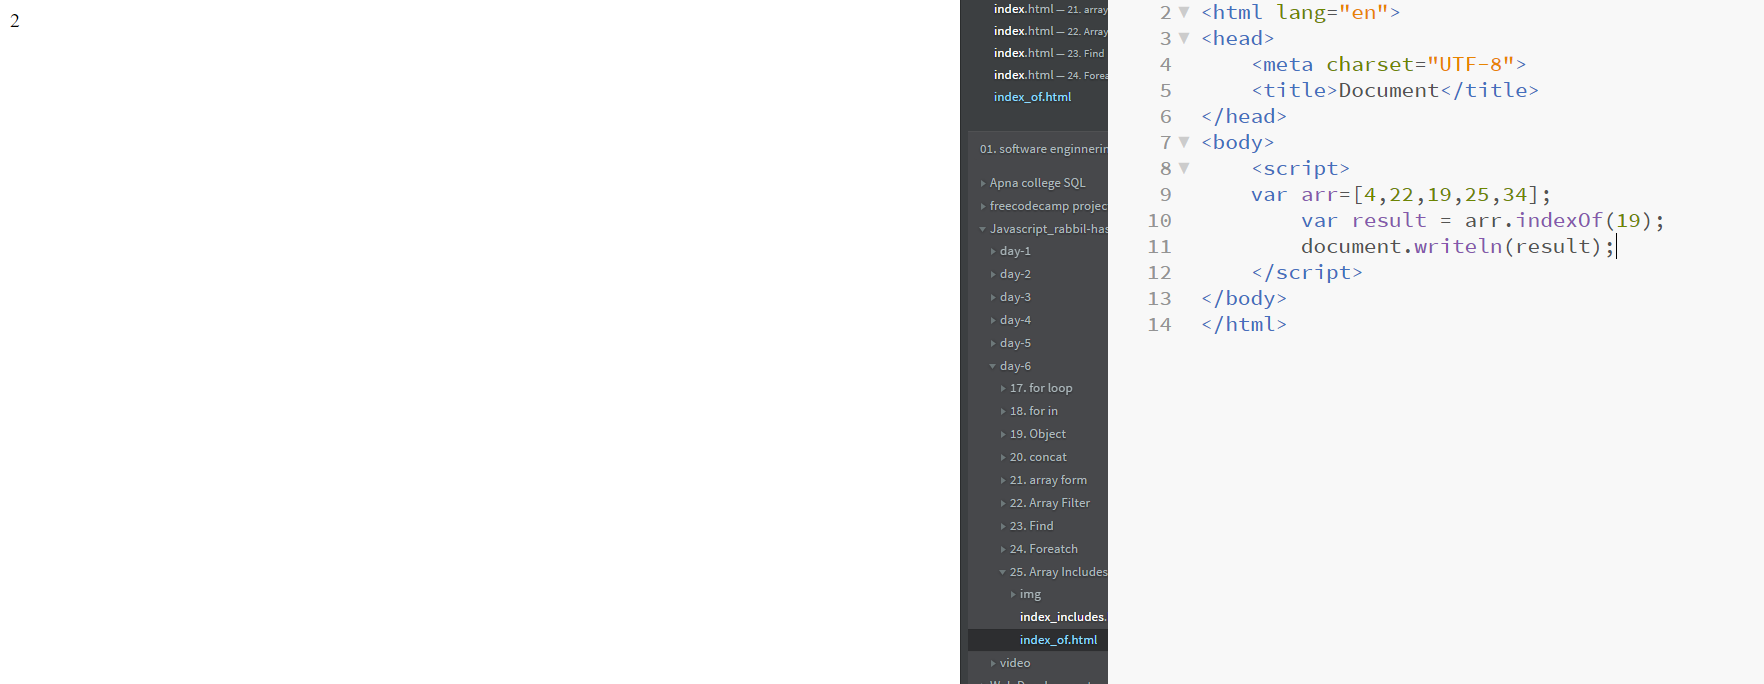 2
index.html — 21. array
index.html — 22. Array
index.html — 23. Find
index.html — 24. Forea
index_of.html
01. software enginnerin
Apna college SQL
freecodecamp projec
Javascript_rabbil-has
day-1
day-2
day-3
day-4
day-5
day-6
17. for loop
18. for in
19. Object
20. concat
21. array form
22. Array Filter
23. Find
24. Foreatch
25. Array Includes
img
index_includes.
index_of.html
video
2 <html lang="en">
3 <head>
4 <meta charset="UTF-8">
5 <title>Document</title>
6 </head>
7 <body>
8 <script>
9 var arr=[4,22,19,25,34];
10 var result = arr.indexOf(19);
11 document.writeln(result);
12 </script>
13 </body>
14 </html>